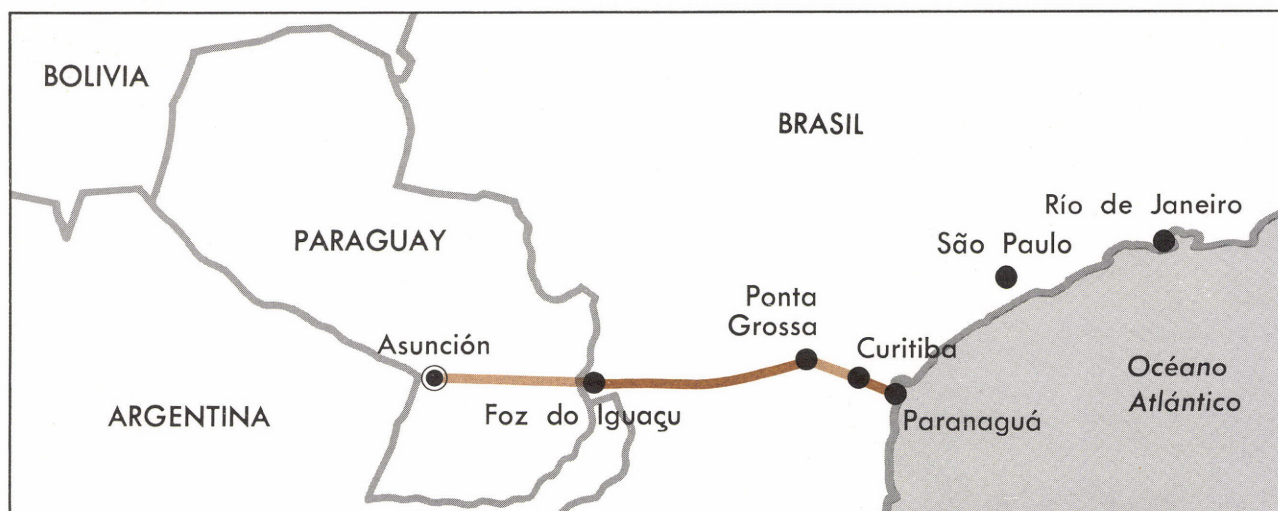 BOLIVIA
BRASIL
Río de Janeiro
PARAGUAY
São Paulo
Ponta
Grossa
Asunción
Curitiba
Océano
Atlántico
ARGENTINA
Foz do Iguaçu
Paranaguá